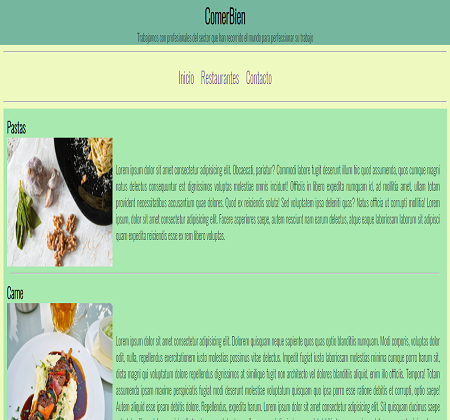 ComerBien
Trabajamos con profesionales del sector que han recorrido el mundo para perfeccionar su trabajo
Inicio Restaurantes Contacto
Pastas
Lorem ipsum dolor sit amet consectetur adipisicing elit. Obcaecati, pariatur? Commodi labore fugit deserunt illum hic quod assumenda, quos cumque magni
natus delectus consequuntur est dignissimos voluptas molestiae omnis incidunt! Officiis in libero expedita numquam id, ad mollitia amet, ullam totam
provident necessitatibus accusantium quae dolores. Quod ex reiciendis soluta! Sed voluptatem ipsa deleniti quas? Natus officia ut corrupti mollitia! Lorem
ipsum, dolor sit amet consectetur adipisicing elit. Facere asperiores saepe, autem nesciunt nam earum delectus, atque eaque laboriosam laborum sit adipisci
quam expedita reiciendis esse ex rem libero voluptas.
Carne
Lorem ipsum dolor sit amet consectetur adipisicing elit. Dolorem quisquam neque sapiente quos quas optio blanditiis numquam. Modi corporis, voluptas dolor
odit, nulla, repellendus exercitationem iusto molestias possimus vitae delectus. Impedit fugiat iusto laboriosam molestias minima cumque porro harum sit,
dicta magni qui voluptatum dolor repellendus sint ea similique fugit non architecto vel dolores blanditiis aliquid, enim illo officiis. Tempora! Totam
assumenda ipsam maxime perspiciatis fugiat modi deserunt molestiae voluptatum quisquam quo ipsa porro esse ratione debitis et corrupti, optio saepe!
Autem aliquid esse ipsam debitis dolore. Repellendus, expedita harum. Lorem ipsum dolor sit amet consectetur adipisicing elit.